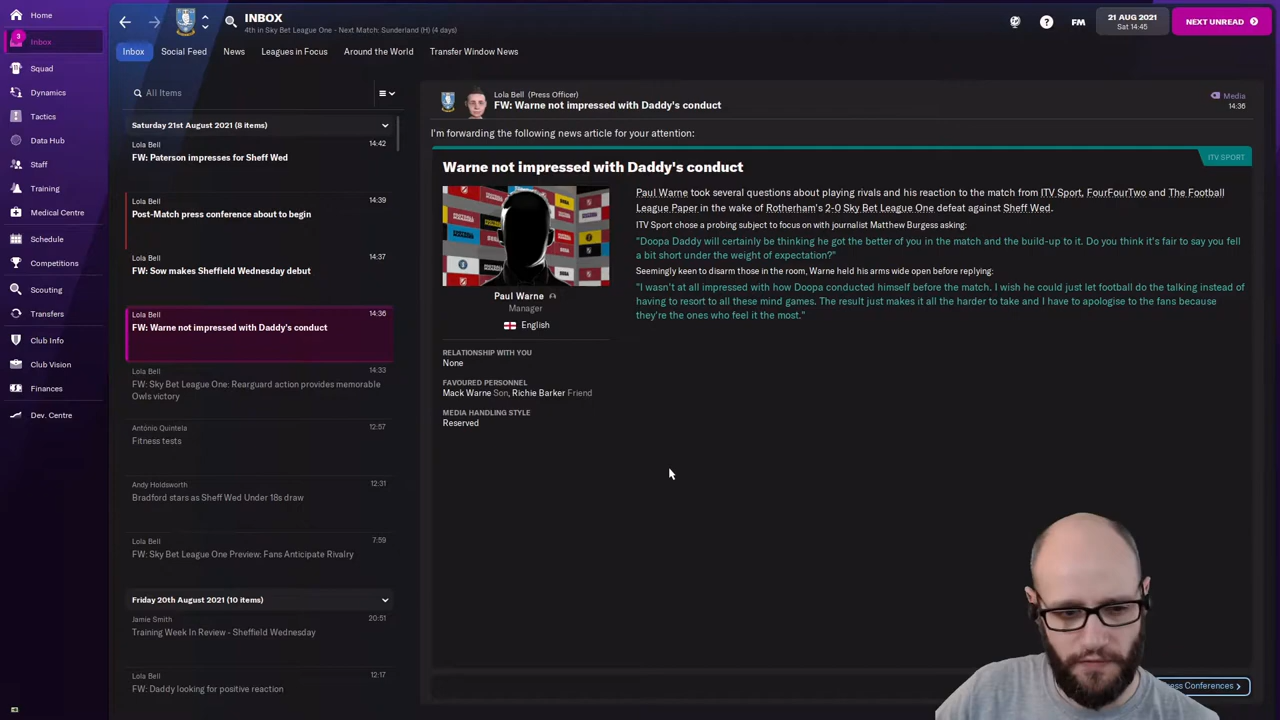 Home
3
Inbox
Squad
Dynamics
Tactics
Data Hub
Staff
Training
Medical Centre
Schedule
Competitions
Scouting
Transfers
Club Info
Club Vision
Finances
Dev. Centre
INBOX
4th in Sky Bet League One - Next Match: Sunderland (H) (4 days)
FM
21 AUG 2021
Sat 14:45
NEXT UNREAD
Inbox
Social Feed
News
Leagues in Focus
Around the World
Transfer Window News
All Items
Saturday 21st August 2021 (8 items)
Lola Bell 14:42
FW: Paterson impresses for Sheff Wed
Lola Bell 14:39
Post-Match press conference about to begin
Lola Bell 14:37
FW: Sow makes Sheffield Wednesday debut
Lola Bell 14:36
FW: Warne not impressed with Daddy's conduct
Lola Bell 14:33
FW: Sky Bet League One: Rearguard action provides memorable
Owls victory
António Quintela 12:57
Fitness tests
Andy Holdsworth 12:31
Bradford stars as Sheff Wed Under 18s draw
Lola Bell 7:59
FW: Sky Bet League One Preview: Fans Anticipate Rivalry
Friday 20th August 2021 (10 items)
Jamie Smith 20:51
Training Week In Review - Sheffield Wednesday
Lola Bell 12:17
FW: Daddy looking for positive reaction
Lola Bell (Press Officer)
FW: Warne not impressed with Daddy's conduct
Media
14:36
I'm forwarding the following news article for your attention:
ITV SPORT
Warne not impressed with Daddy's conduct
Paul Warne took several questions about playing rivals and his reaction to the match from ITV Sport, FourFourTwo and The Football
League Paper in the wake of Rotherham's 2-0 Sky Bet League One defeat against Sheff Wed.
ITV Sport chose a probing subject to focus on with journalist Matthew Burgess asking:
"Doopa Daddy will certainly be thinking he got the better of you in the match and the build-up to it. Do you think it's fair to say you fell
a bit short under the weight of expectation?"
Seemingly keen to disarm those in the room, Warne held his arms wide open before replying:
"I wasn't at all impressed with how Doopa conducted himself before the match. I wish he could just let football do the talking instead of
having to resort to all these mind games. The result just makes it all the harder to take and I have to apologise to the fans because
they're the ones who feel it the most."
Paul Warne
Manager
English
RELATIONSHIP WITH YOU
None
FAVOURED PERSONNEL
Mack Warne Son, Richie Barker Friend
MEDIA HANDLING STYLE
Reserved
Conferences